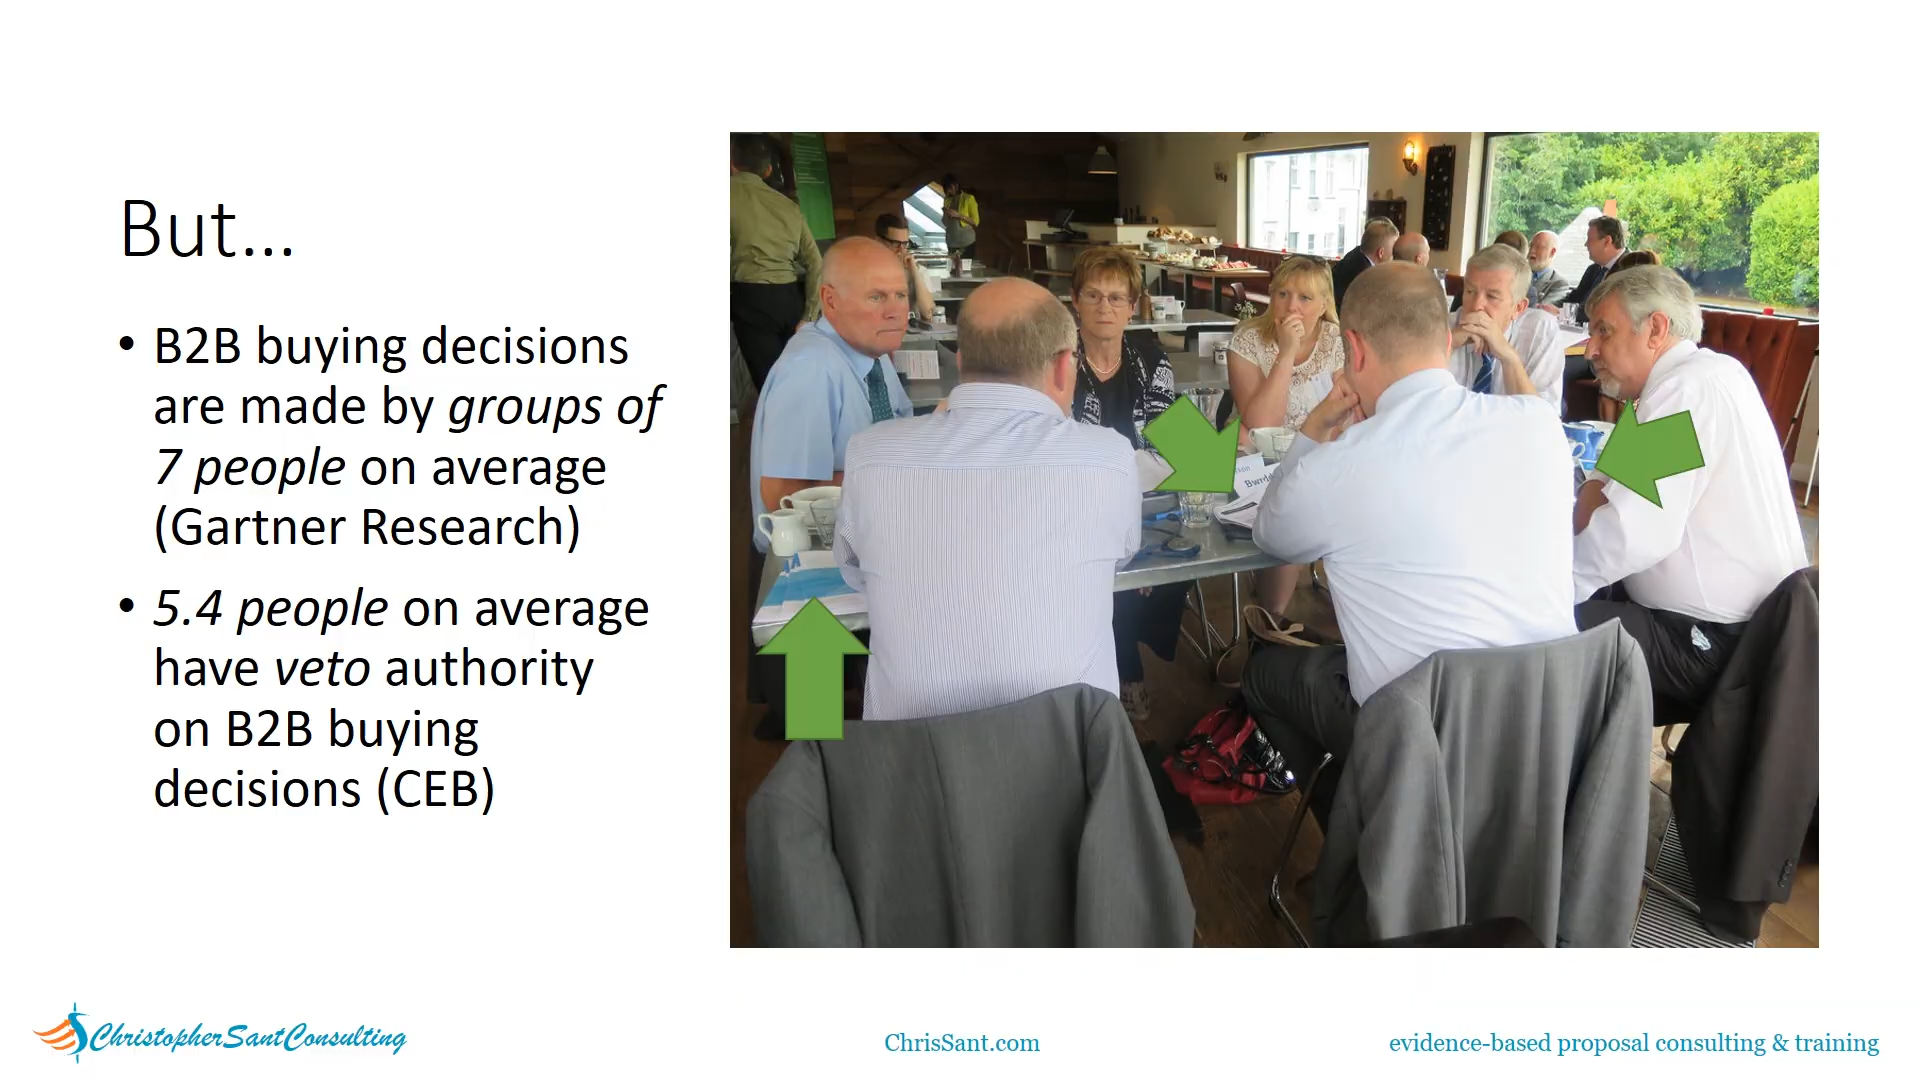 But...
• B2B buying decisions
are made by groups of
7 people on average
(Gartner Research)
• 5.4 people on average
have veto authority
on B2B buying
decisions (CEB)
ChristopherSantConsulting
ChrisSant.com
evidence-based proposal consulting & training